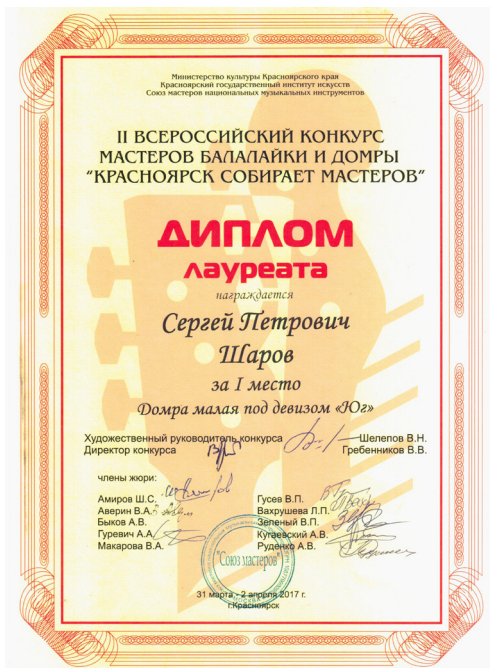 Министерство культуры Красноярского края
Красноярский государственный институт искусств
Союз мастеров национальных музыкальных инструментов
II ВСЕРОССИЙСКИЙ КОНКУРС
МАСТЕРОВ БАЛАЛАЙКИ И ДОМРЫ
“КРАСНОЯРСК СОБИРАЕТ МАСТЕРОВ”
ДИПЛОМ
лауреата
награждается
Сергей Петрович
Шаров
за I место
Домра малая под девизом «Юг»
Художественный руководитель конкурса Шелепов В.Н.
Директор конкурса Гребенников В.В.
члены жюри:
Амиров Ш.С. Гусев В.П.
Аверин В.А. Вахрушева Л.П.
Быков А.В. Зеленый В.П.
Гуревич А.А. Кугаевский А.В.
Макарова В.А. Руденко А.В.
"Союз мастеров"
31 марта - 2 апреля 2017 г.
г.Красноярск